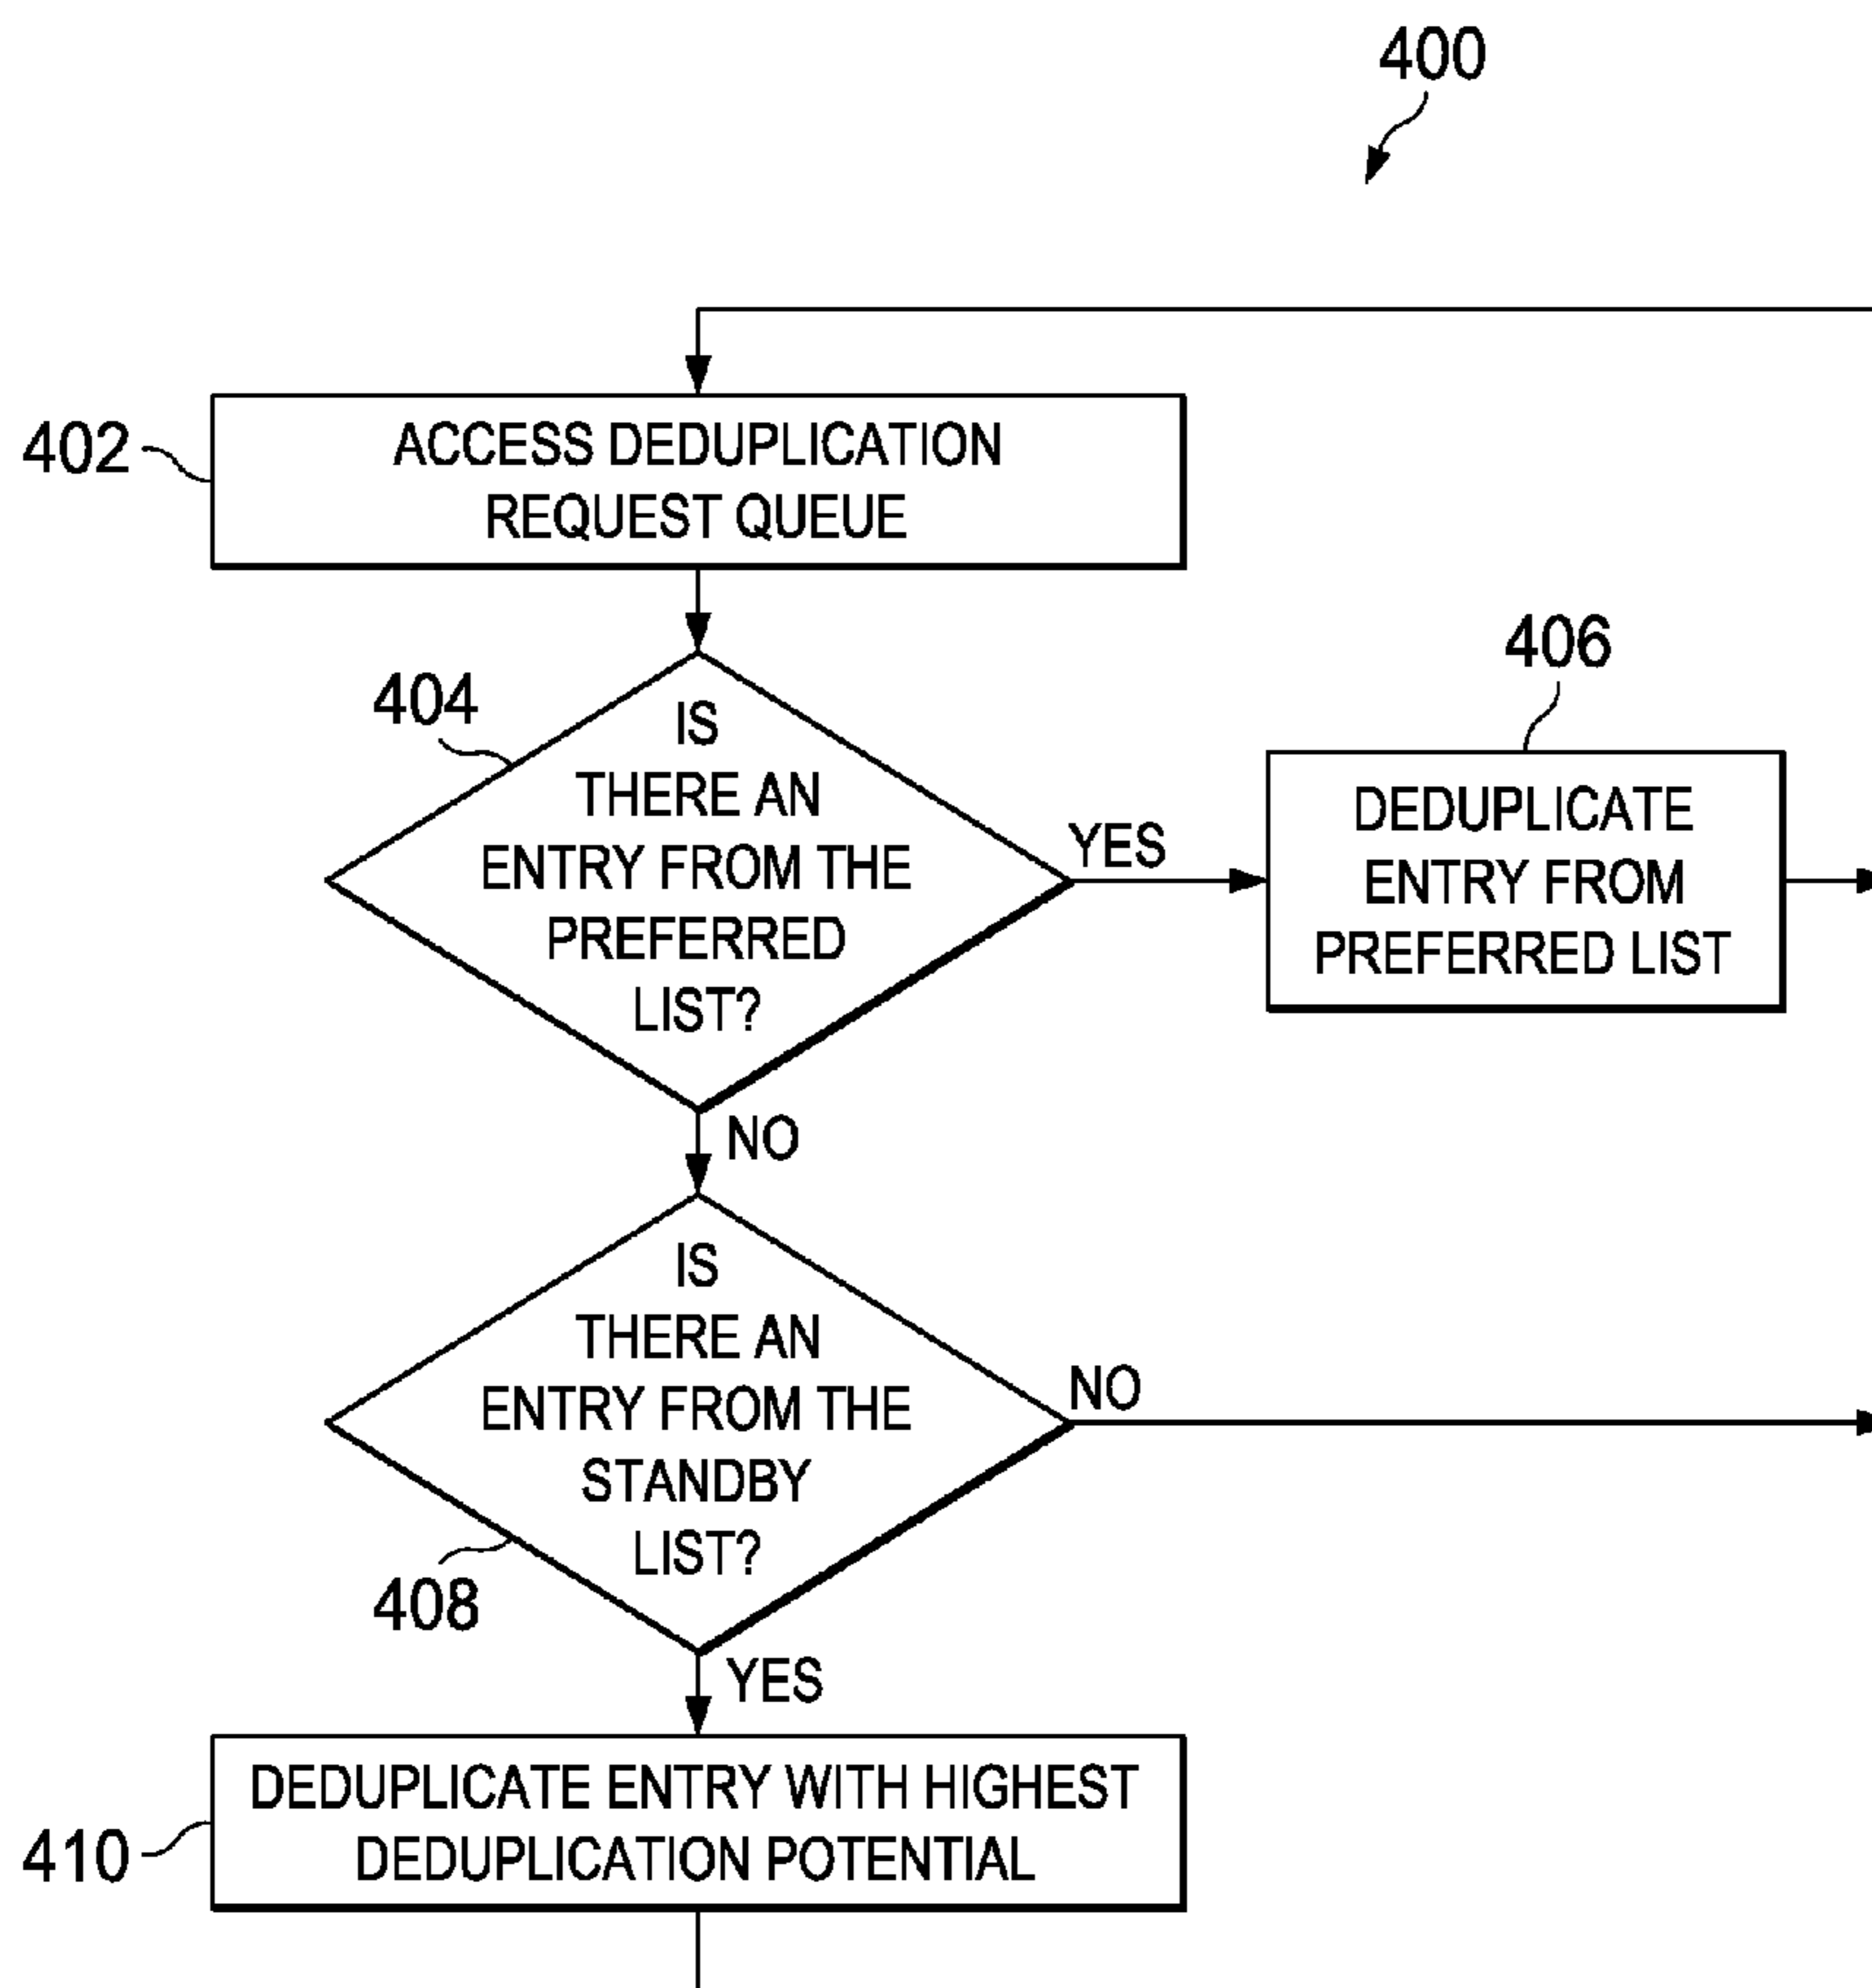 400
402
ACCESS DEDUPLICATION
REQUEST QUEUE
404
IS
THERE AN
ENTRY FROM THE
PREFERRED
LIST?
YES
406
DEDUPLICATE
ENTRY FROM
PREFERRED LIST
NO
IS
THERE AN
ENTRY FROM THE
STANDBY
LIST?
NO
408
YES
410
DEDUPLICATE ENTRY WITH HIGHEST
DEDUPLICATION POTENTIAL